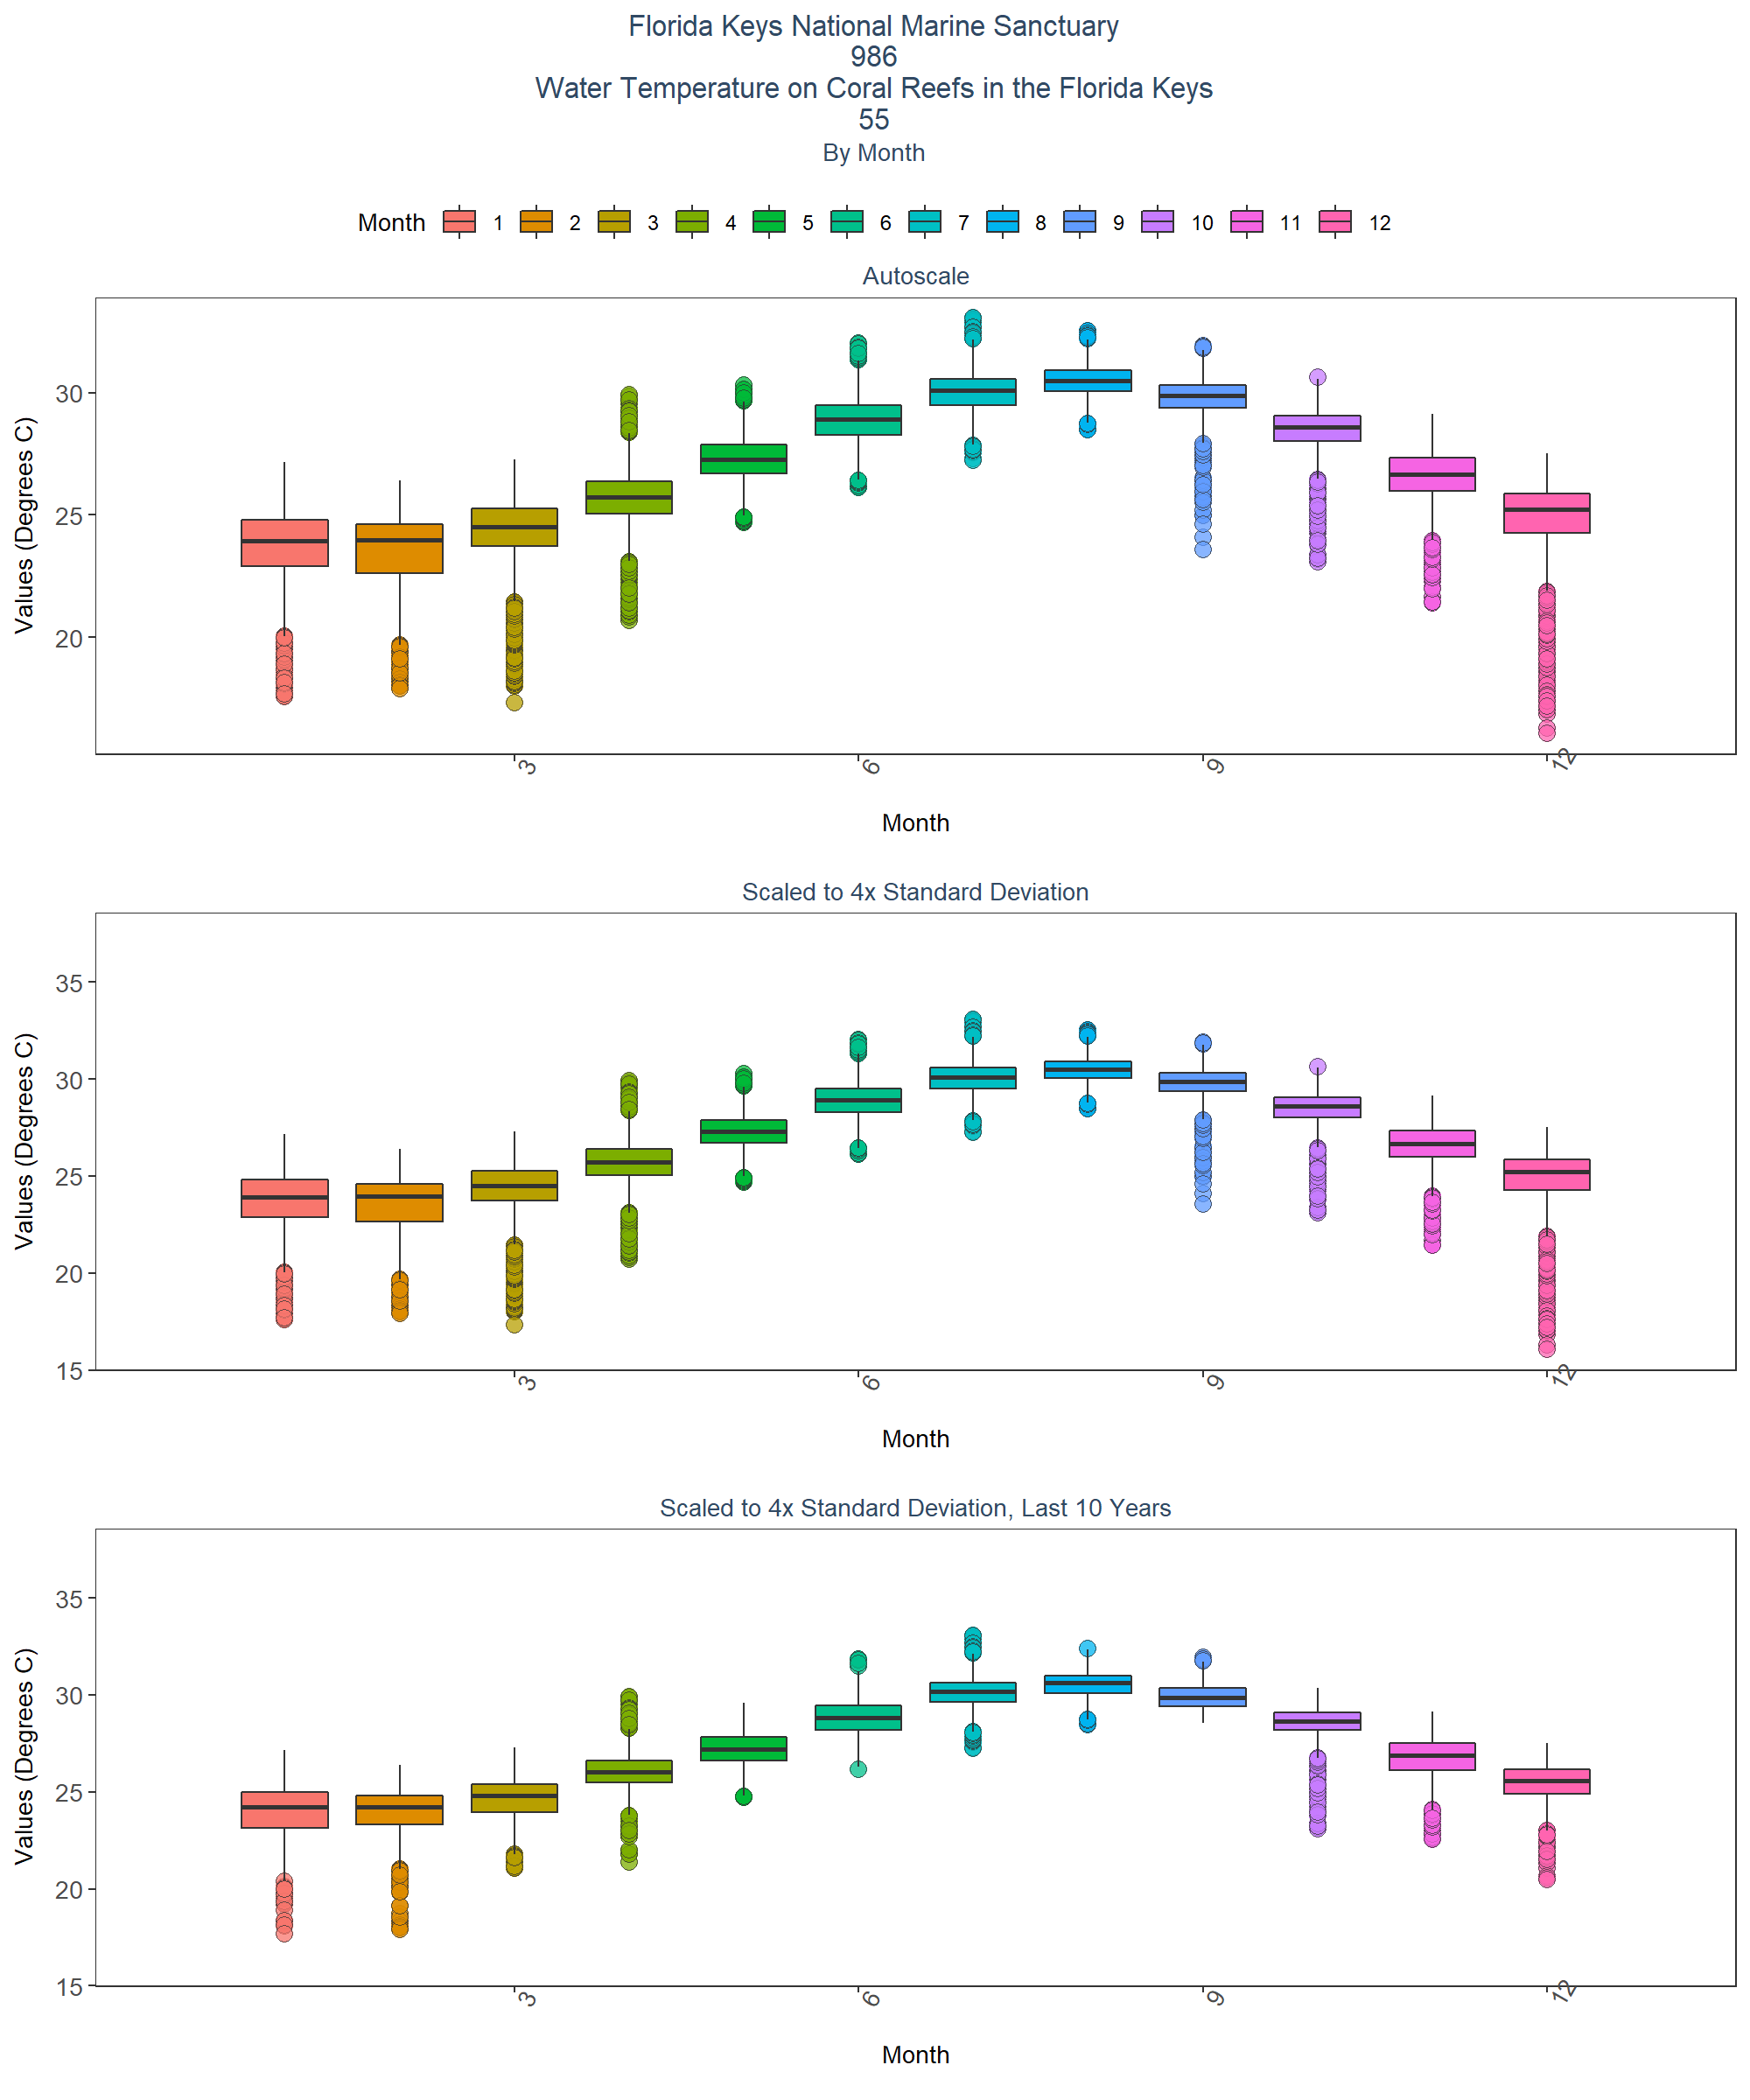 Florida Keys National Marine Sanctuary
986
Water Temperature on Coral Reefs in the Florida Keys
55
By Month
Month 1 2 3 4 5 6 7 8 9 10 11 12
Autoscale
Values (Degrees C)
30
25
20
3 6 9 12
Month
Scaled to 4x Standard Deviation
Values (Degrees C)
35
30
25
20
15
3 6 9 12
Month
Scaled to 4x Standard Deviation, Last 10 Years
Values (Degrees C)
35
30
25
20
15
3 6 9 12
Month